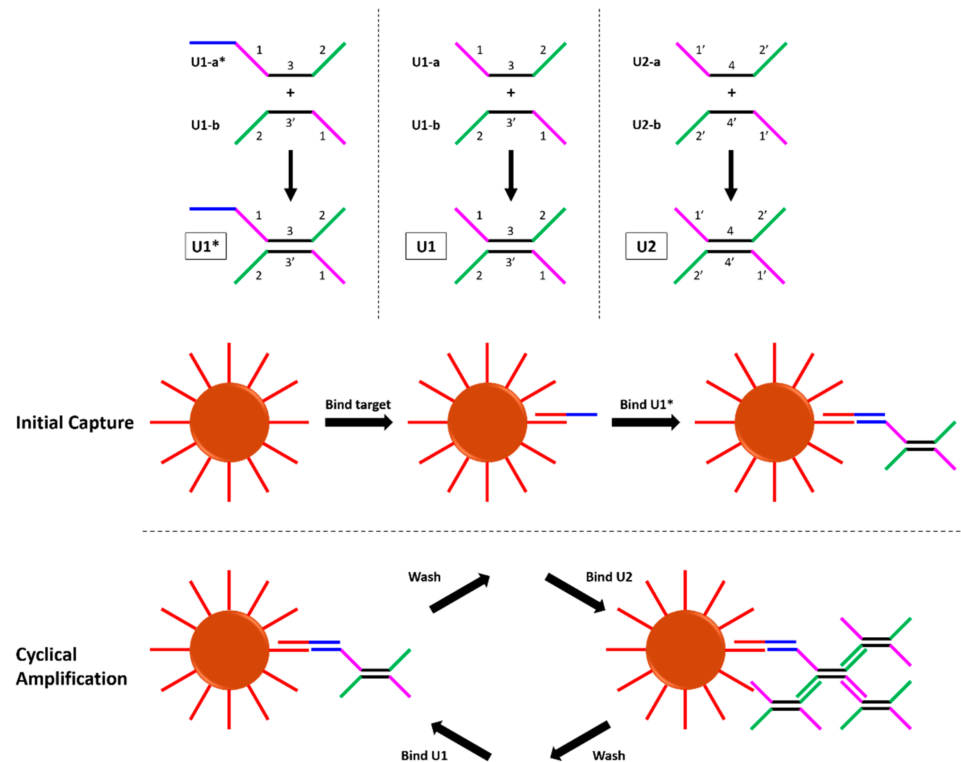 1 2
U1-a* 3
+
U1-b 3'
2 1
1 2
3
U1*
3'
2 1
1 2
U1-a 3
+
U1-b 3'
2 1
1 2
3
U1
3'
2 1
1' 2'
U2-a 4
+
U2-b 4'
2' 1'
1' 2'
4
U2
4'
2' 1'
Initial Capture
Bind target
Bind U1*
Cyclical
Amplification
Wash
Bind U2
Bind U1
Wash